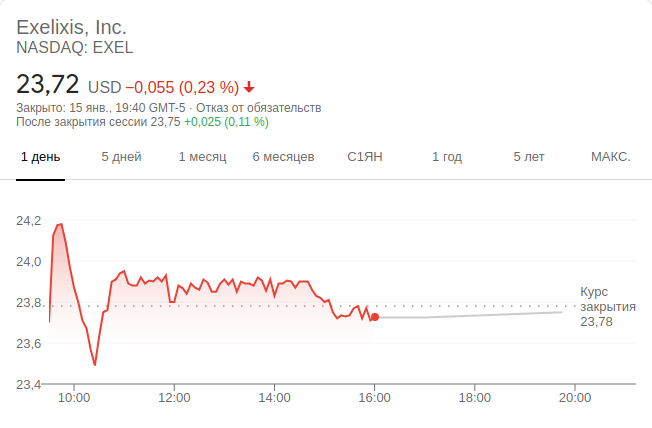 Exelixis, Inc.
NASDAQ: EXEL
23,72 USD −0,055 (0,23 %)
Закрыто: 15 янв., 19:40 GMT-5 · Отказ от обязательств
После закрытия сессии 23,75 +0,025 (0,11 %)
1 день 5 дней 1 месяц 6 месяцев С1ЯН 1 год 5 лет МАКС.
24,2
24,0
23,8
23,6
23,4
Курс
закрытия
23,78
10:00 12:00 14:00 16:00 18:00 20:00